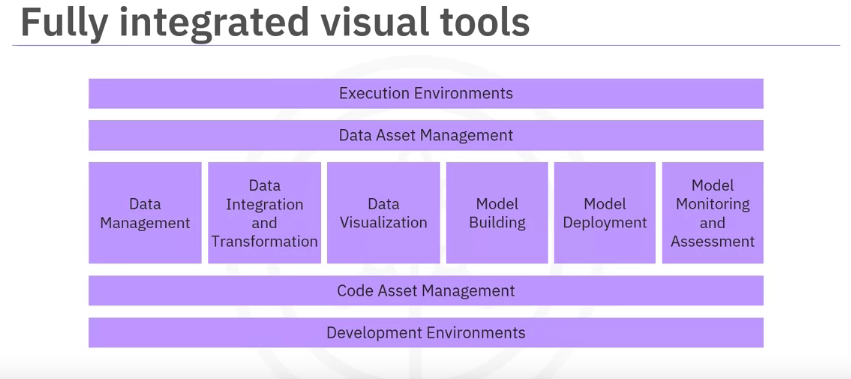 Fully integrated visual tools
Execution Environments
Data Asset Management
Data
Management
Data
Integration
and
Transformation
Data
Visualization
Model
Building
Model
Deployment
Model
Monitoring
and
Assessment
Code Asset Management
Development Environments